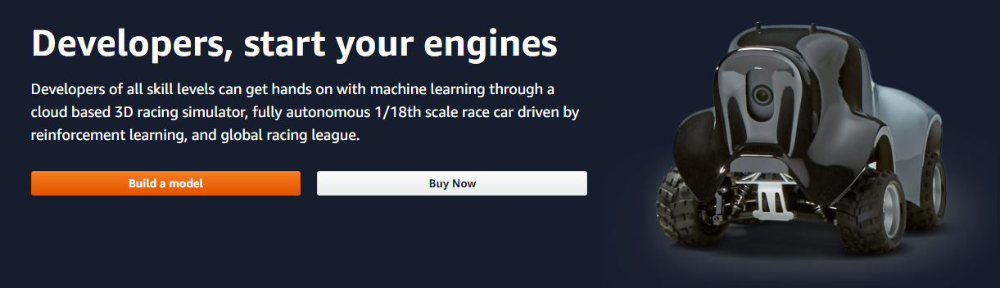 Developers, start your engines
Developers of all skill levels can get hands on with machine learning through a
cloud based 3D racing simulator, fully autonomous 1/18th scale race car driven by
reinforcement learning, and global racing league.
Build a model
Buy Now